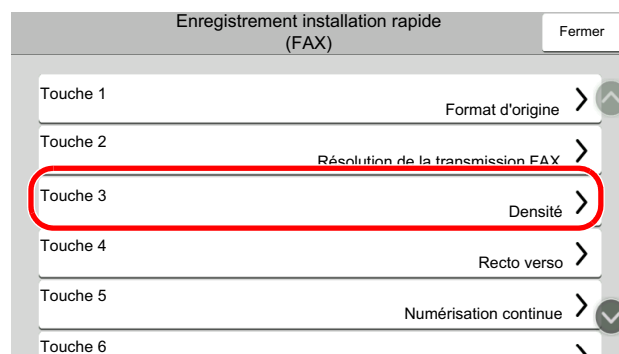 Enregistrement installation rapide
(FAX)
Fermer
Touche 1
Format d'origine
Touche 2
Résolution de la transmission FAX
Touche 3
Densité
Touche 4
Recto verso
Touche 5
Numérisation continue
Touche 6